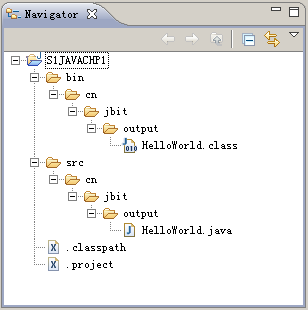 Navigator
S1JAVACHP1
bin
cn
jbit
output
HelloWorld.class
src
cn
jbit
output
HelloWorld.java
.classpath
.project